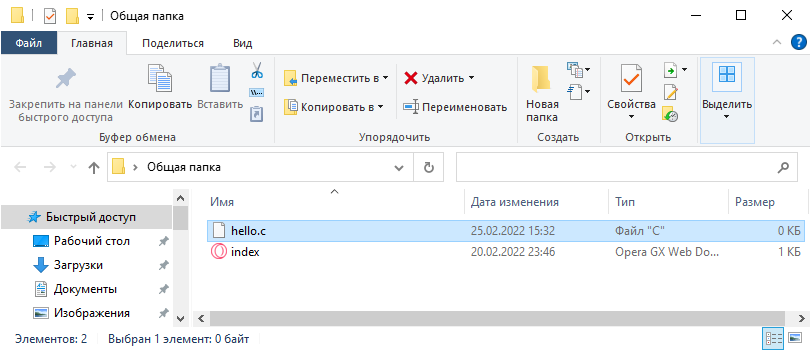 Общая папка
Файл Главная Поделиться Вид
Закрепить на панели быстрого доступа
Копировать
Вставить
Переместить в
Копировать в
Удалить
Переименовать
Новая папка
Свойства
Выделить
Буфер обмена Упорядочить Создать Открыть
Общая папка
Имя Дата изменения Тип Размер
Быстрый доступ
Рабочий стол
Загрузки
Документы
Изображения
hello.c 25.02.2022 15:32 Файл "C" 0 КБ
index 20.02.2022 23:46 Opera GX Web Do... 1 КБ
Элементов: 2 Выбран 1 элемент: 0 байт